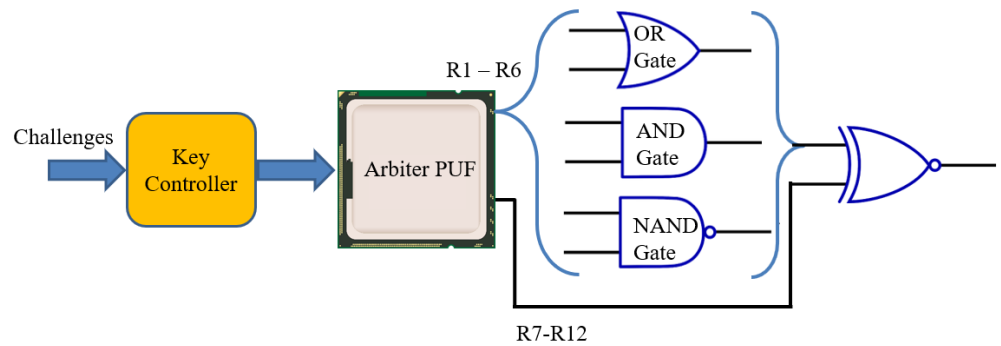 OR
Gate
R1 – R6
Challenges
Key
Controller
Arbiter PUF
AND
Gate
NAND
Gate
R7-R12